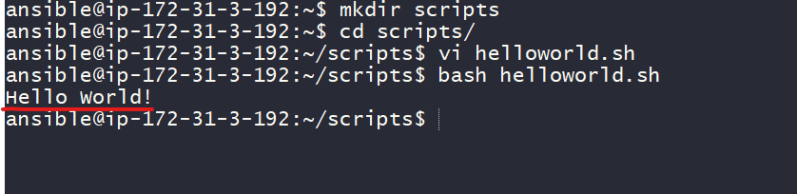 ansible@ip-172-31-3-192:~$ mkdir scripts
ansible@ip-172-31-3-192:~$ cd scripts/
ansible@ip-172-31-3-192:~/scripts$ vi helloworld.sh
ansible@ip-172-31-3-192:~/scripts$ bash helloworld.sh
Hello World!
ansible@ip-172-31-3-192:~/scripts$